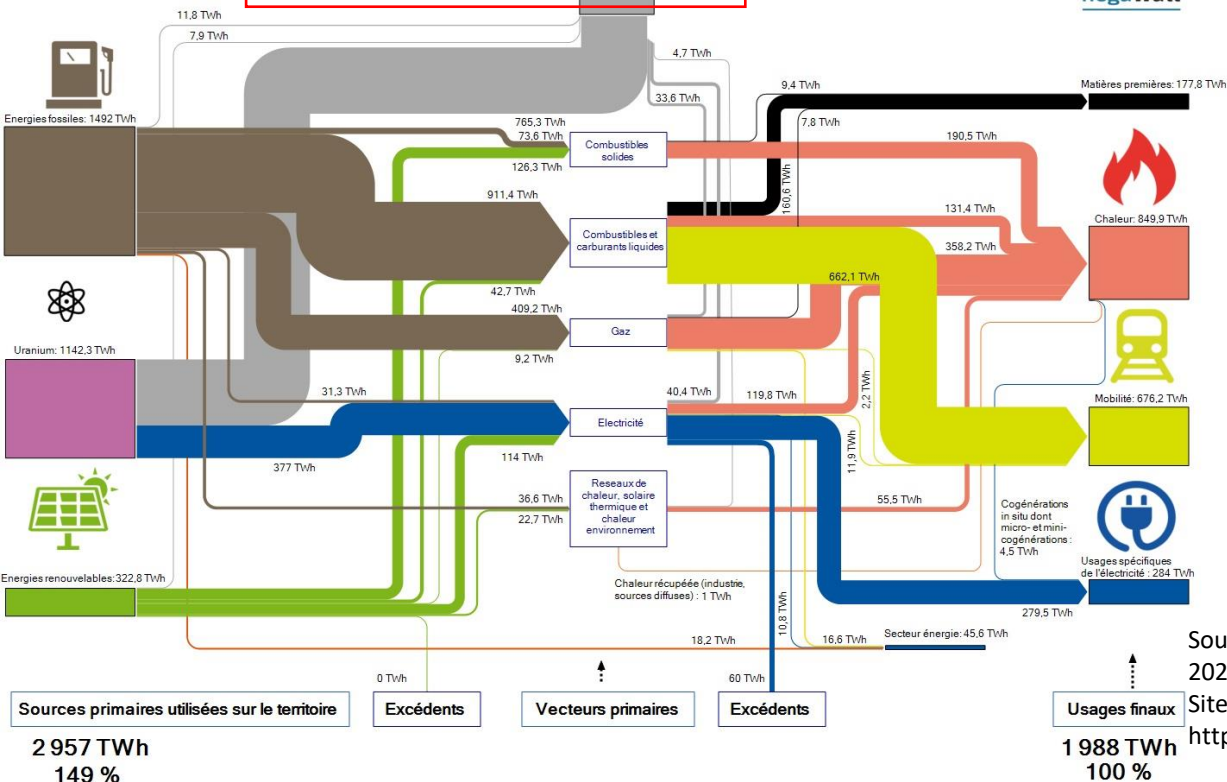 11,8 TWh
7,9 TWh
4,7 TWh
9,4 TWh
33,6 TWh
7,8 TWh
Matières premières: 177,8 TWh
Energies fossiles: 1492 TWh
765,3 TWh
73,6 TWh
126,3 TWh
Combustibles
solides
190,5 TWh
160,6 TWh
911,4 TWh
131,4 TWh
Chaleur: 849,9 TWh
Combustibles et
carburants liquides
358,2 TWh
662,1 TWh
42,7 TWh
409,2 TWh
Gaz
9,2 TWh
Uranium: 1142,3 TWh
31,3 TWh
40,4 TWh
119,8 TWh
2,2 TWh
Mobilité: 676,2 TWh
Electricité
377 TWh
114 TWh
11,9 TWh
36,6 TWh
22,7 TWh
Reseaux de
chaleur, solaire
thermique et
chaleur
environnement
55,5 TWh
Cogénérations
in situ dont
micro- et mini-
cogénérations :
4,5 TWh
Usages spécifiques
de l'électricité : 284 TWh
Energies renouvelables:322,8 TWh
Chaleur récupéée (industrie,
sources diffuses) : 1 TWh
10,8 TWh
279,5 TWh
18,2 TWh
16,6 TWh
Secteur énergie: 45,6 TWh
0 TWh
60 TWh
Sources primaires utilisées sur le territoire
Excédents
Vecteurs primaires
Excédents
Usages finaux
2 957 TWh
149 %
1 988 TWh
100 %
Sou
202
Site
http